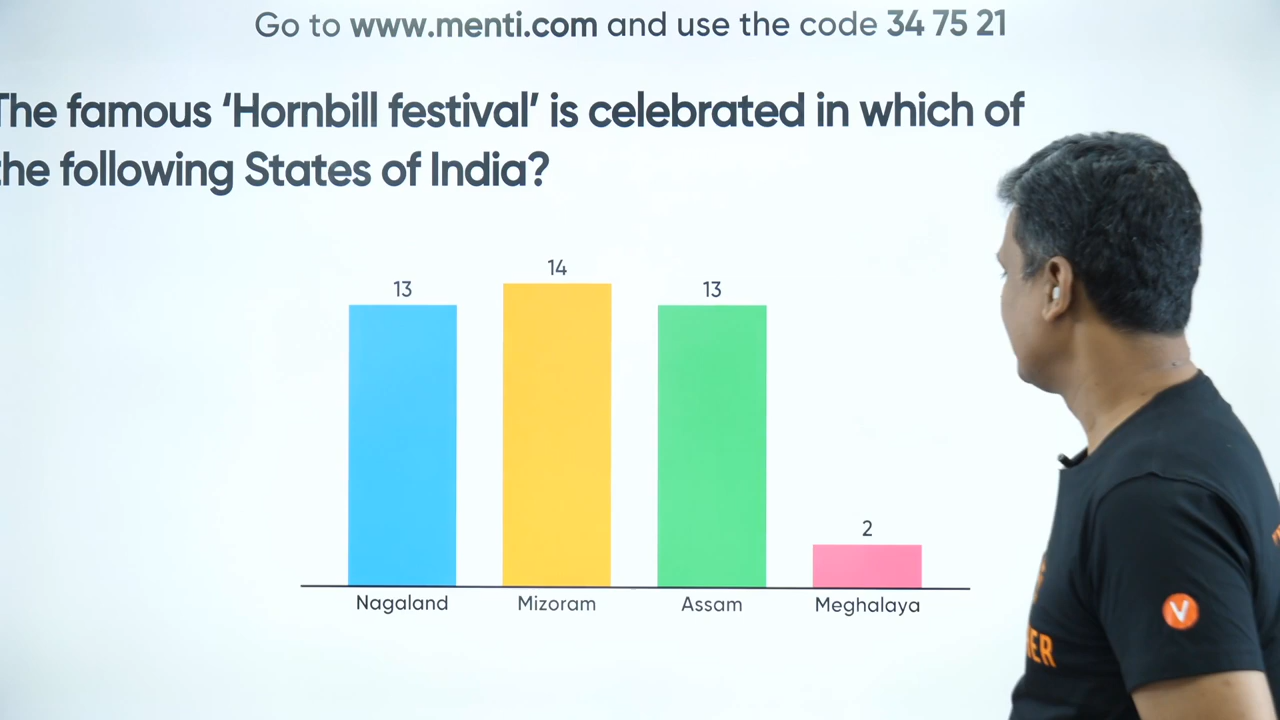 Go to www.menti.com and use the code 34 75 21
The famous ‘Hornbill festival’ is celebrated in which of
the following States of India?
13
14
13
2
Nagaland
Mizoram
Assam
Meghalaya
V